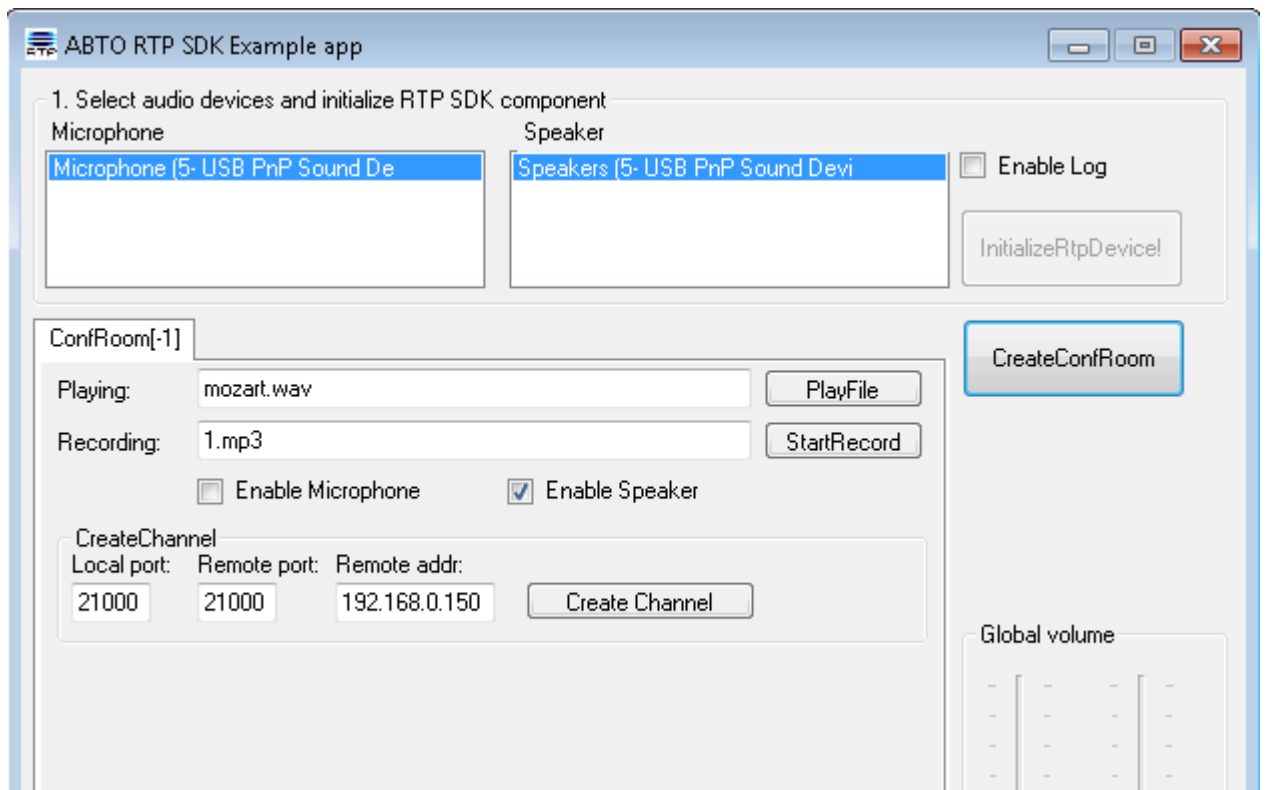 RTP ABTO RTP SDK Example app
1. Select audio devices and initialize RTP SDK component
Microphone Speaker
Microphone (5- USB PnP Sound De Speakers (5- USB PnP Sound Devi Enable Log
InitializeRtpDevice!
ConfRoom[-1]
CreateConfRoom
Playing: mozart.wav PlayFile
Recording: 1.mp3 StartRecord
Enable Microphone Enable Speaker
CreateChannel
Local port: Remote port: Remote addr:
21000 21000 192.168.0.150 Create Channel
Global volume